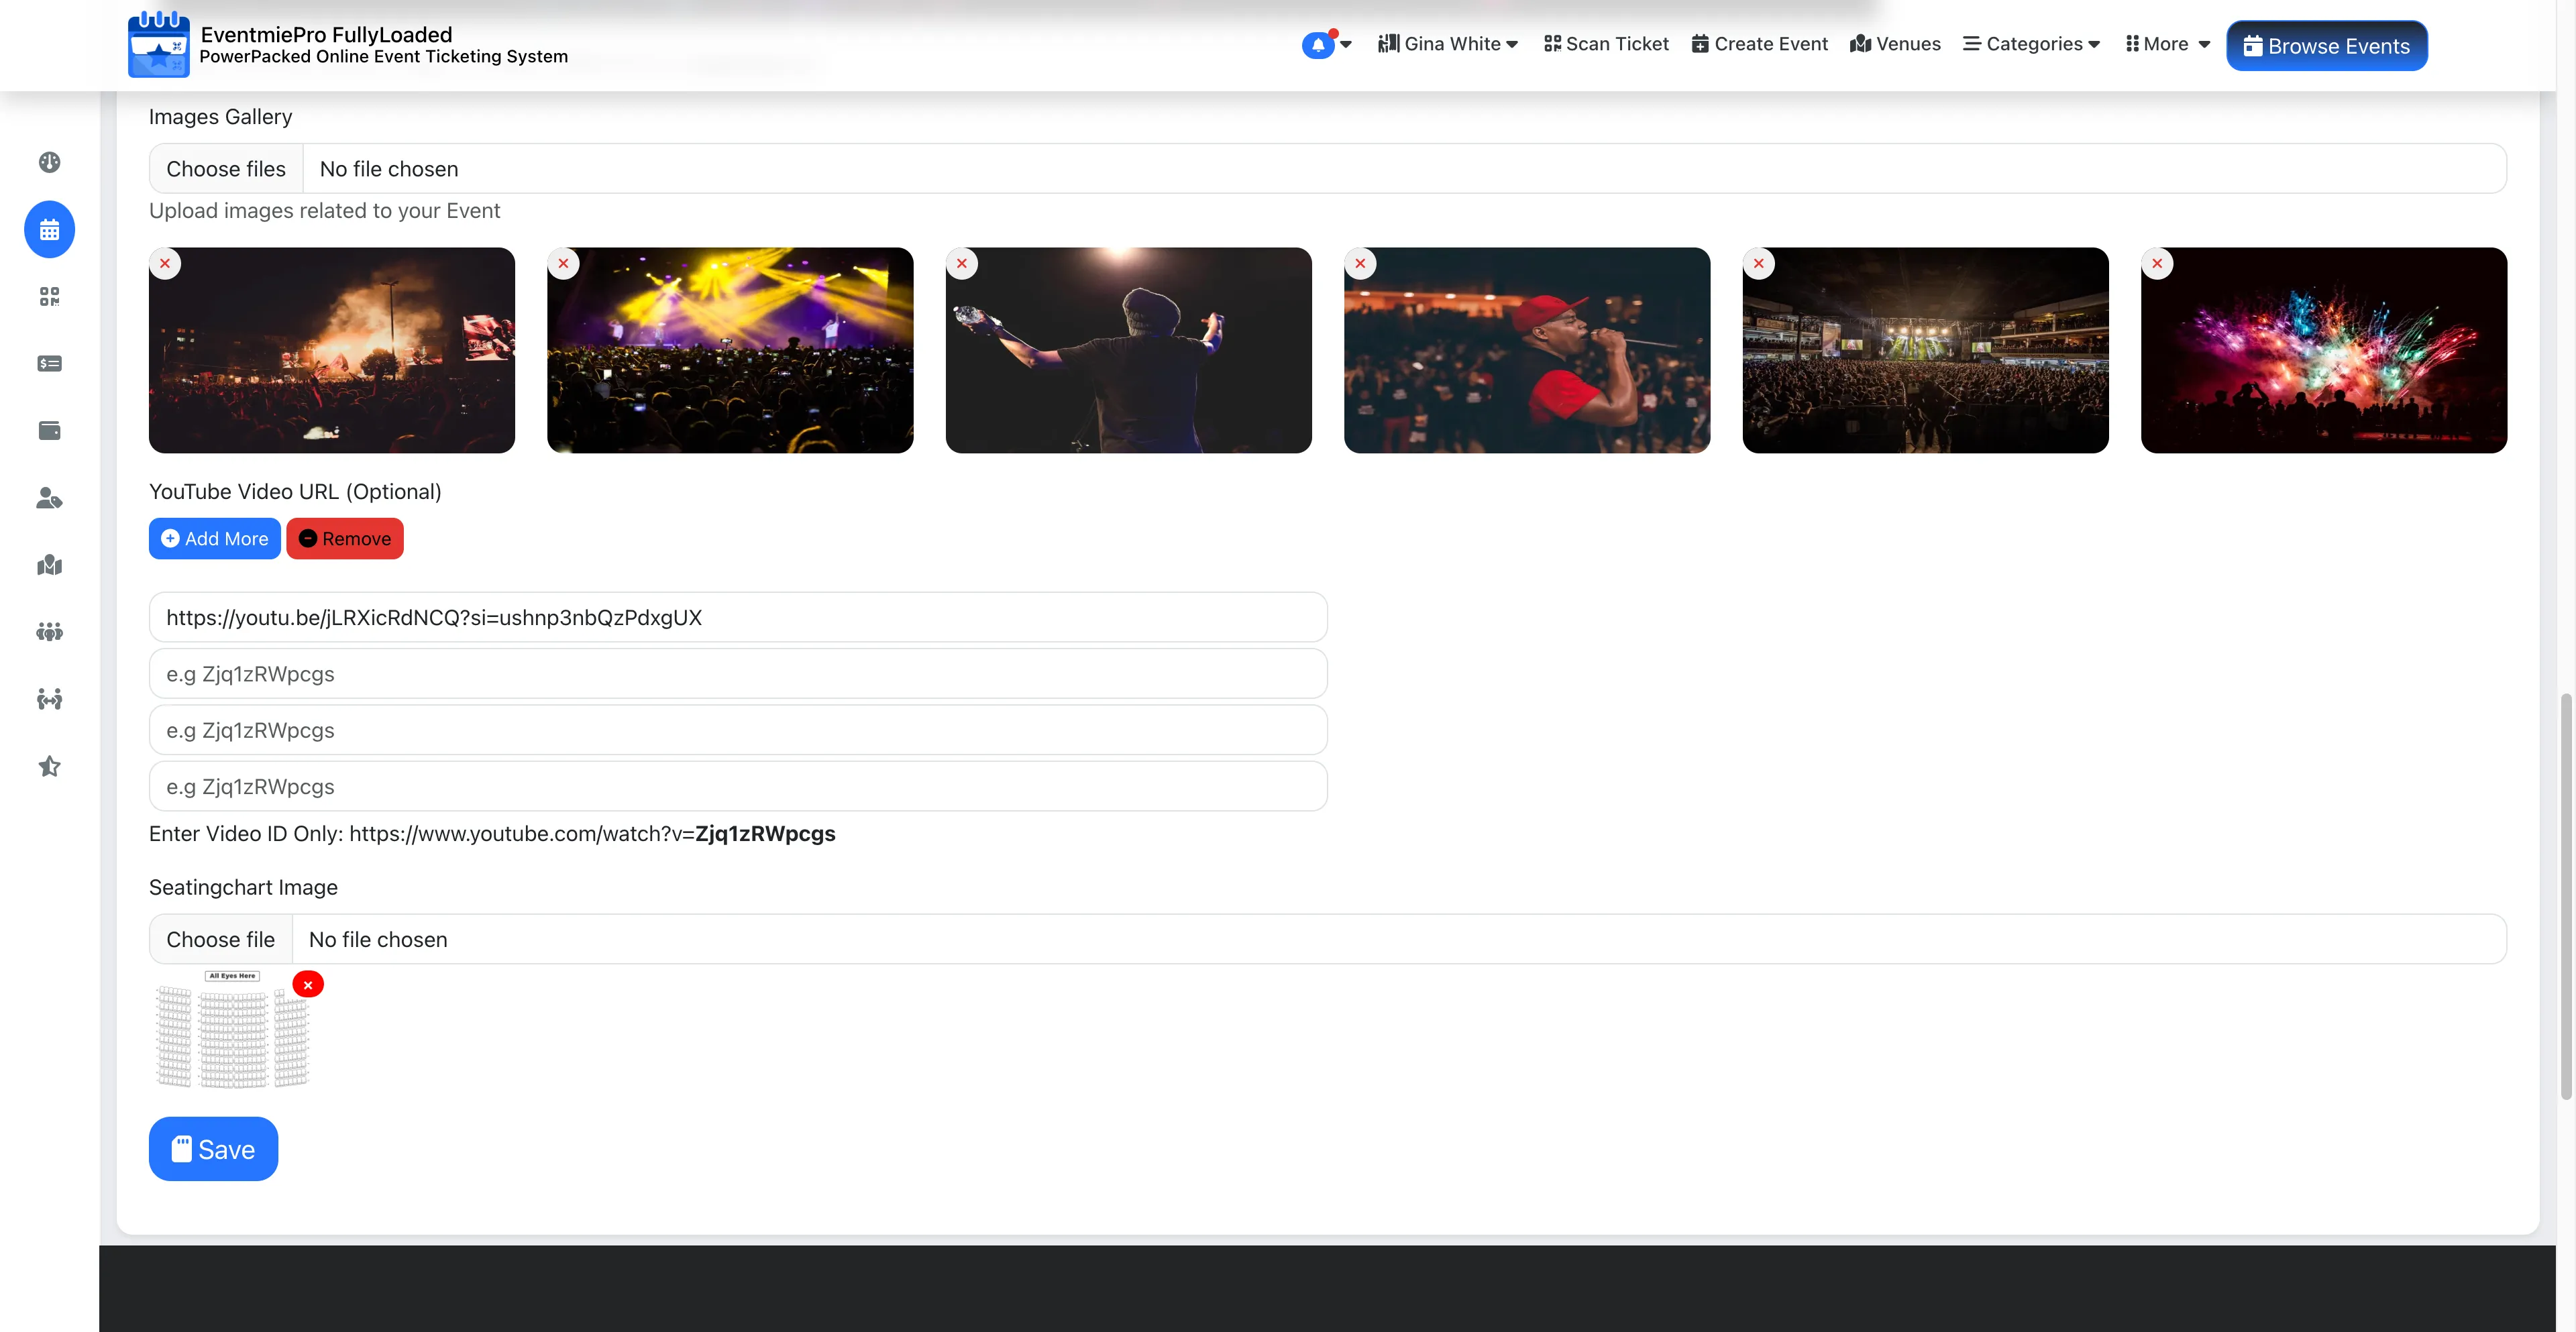 EventmiePro FullyLoaded
PowerPacked Online Event Ticketing System
Gina White
Scan Ticket
Create Event
Venues
Categories
More
Browse Events
Images Gallery
Choose files No file chosen
Upload images related to your Event
YouTube Video URL (Optional)
Add More
Remove
https://youtu.be/jLRXicRdNCQ?si=ushnp3nbQzPdxgUX
e.g Zjq1zRWpcgs
e.g Zjq1zRWpcgs
e.g Zjq1zRWpcgs
Enter Video ID Only: https://www.youtube.com/watch?v=Zjq1zRWpcgs
Seatingchart Image
Choose file No file chosen
All Eyes Here
Save